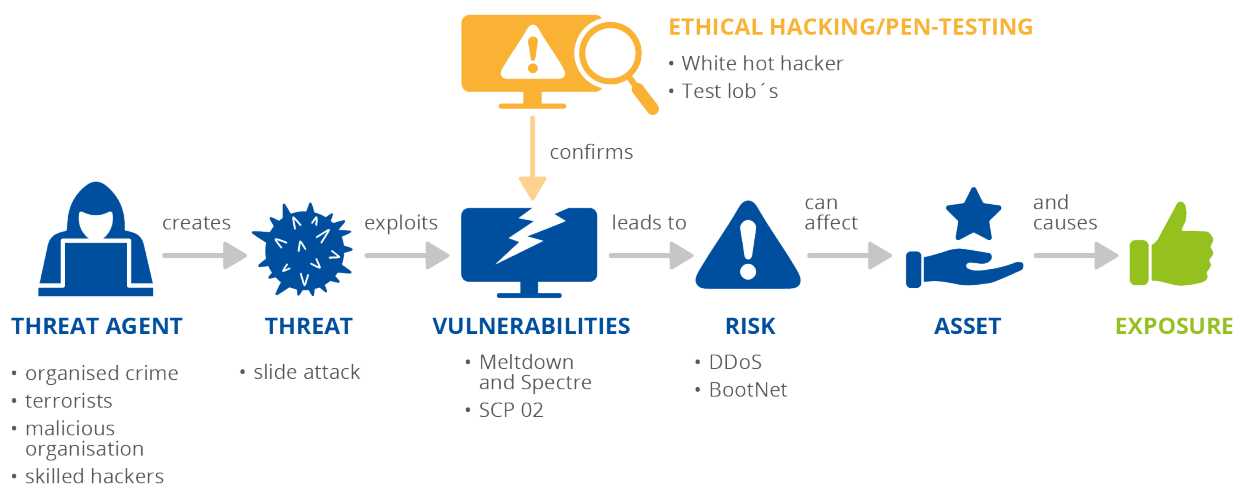 ETHICAL HACKING/PEN-TESTING
• White hot hacker
• Test lob´s
confirms
creates
exploits
leads to
can
affect
and
causes
THREAT AGENT
THREAT
VULNERABILITIES
RISK
ASSET
EXPOSURE
• organised crime
• terrorists
• malicious
organisation
• skilled hackers
• slide attack
• Meltdown
and Spectre
• SCP 02
• DDoS
• BootNet